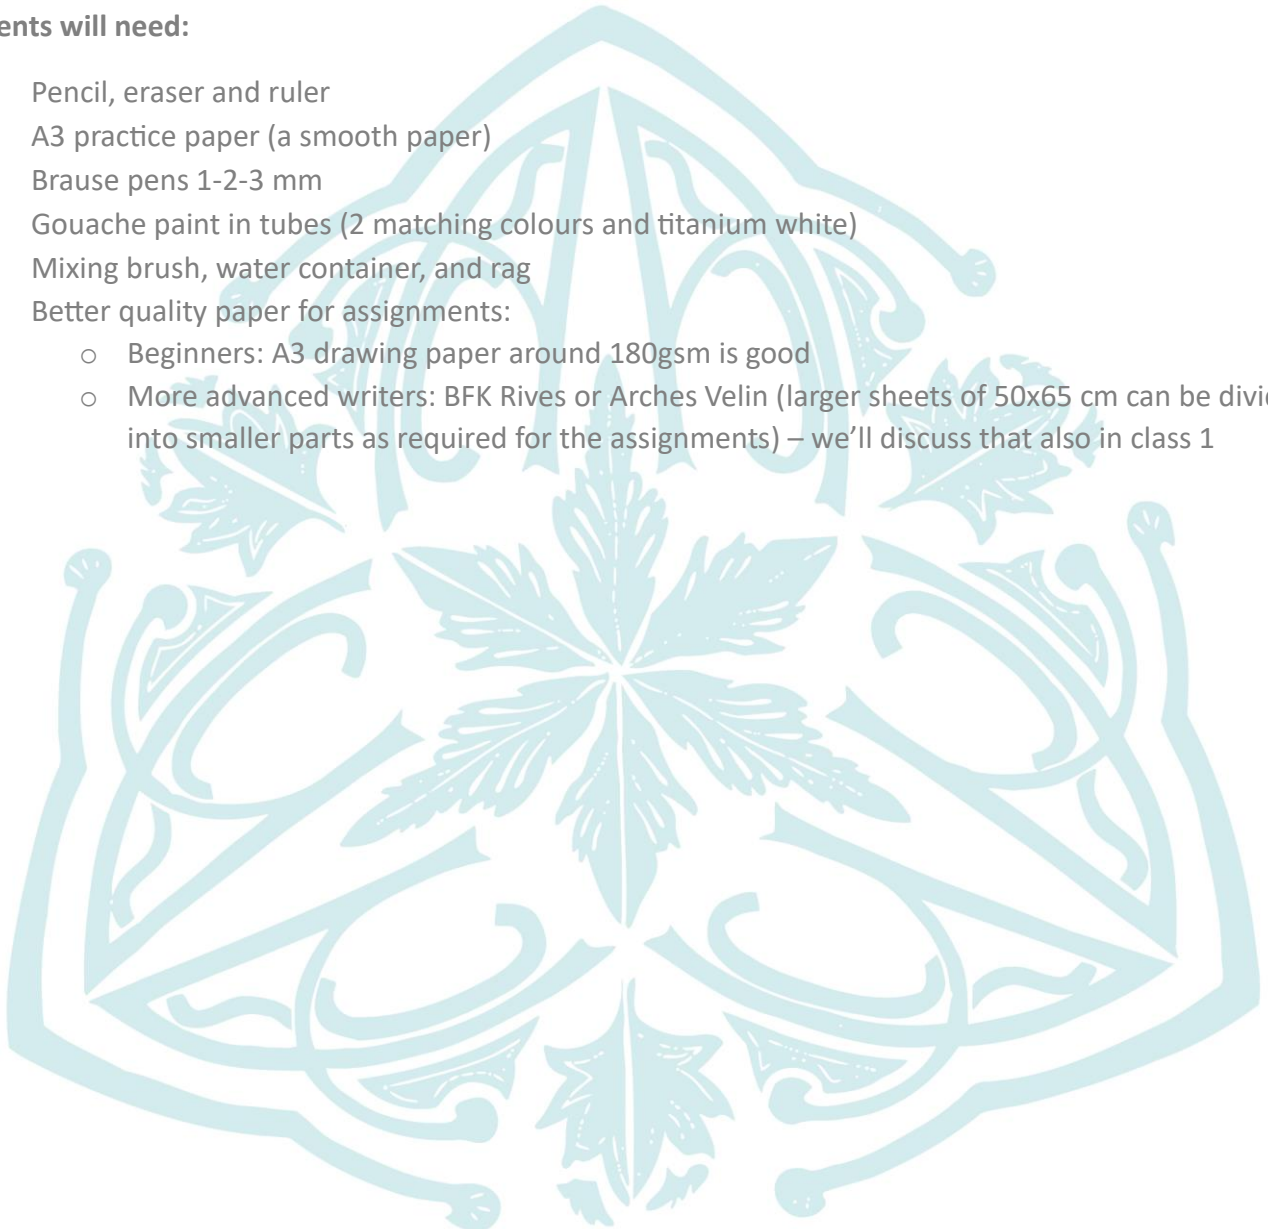 ents will need:
Pencil, eraser and ruler
A3 practice paper (a smooth paper)
Brause pens 1-2-3 mm
Gouache paint in tubes (2 matching colours and titanium white)
Mixing brush, water container, and rag
Better quality paper for assignments:
o Beginners: A3 drawing paper around 180gsm is good
o More advanced writers: BFK Rives or Arches Velin (larger sheets of 50x65 cm can be divid
into smaller parts as required for the assignments) – we’ll discuss that also in class 1